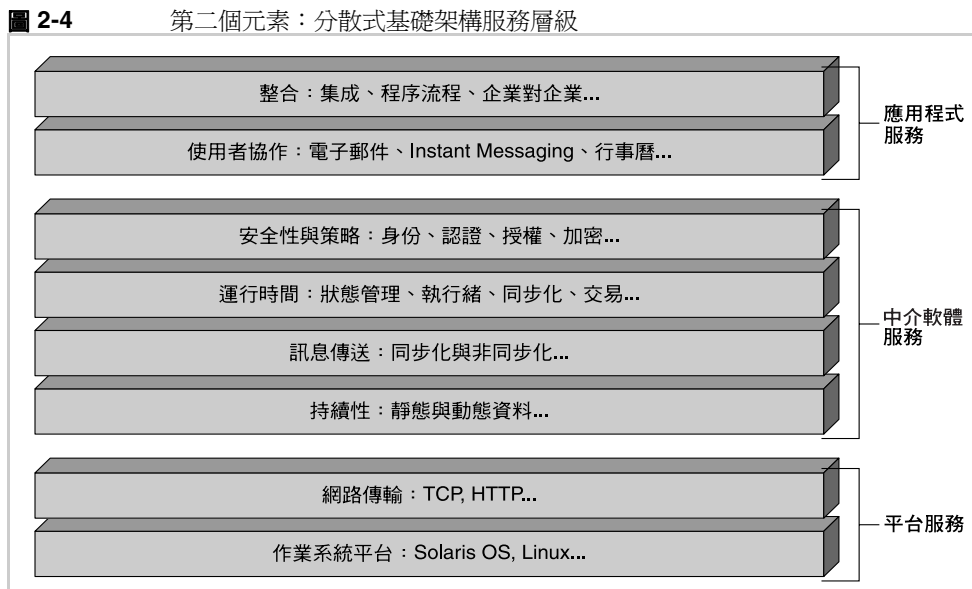 圖 2-4 第二個元素：分散式基礎架構服務層級
整合：集成、程序流程、企業對企業...
使用者協作：電子郵件、Instant Messaging、行事曆...
應用程式
服務
安全性與策略：身份、認證、授權、加密...
運行時間：狀態管理、執行緒、同步化、交易...
訊息傳送：同步化與非同步化...
持續性：靜態與動態資料...
中介軟體
服務
網路傳輸：TCP, HTTP...
作業系統平台：Solaris OS, Linux...
平台服務